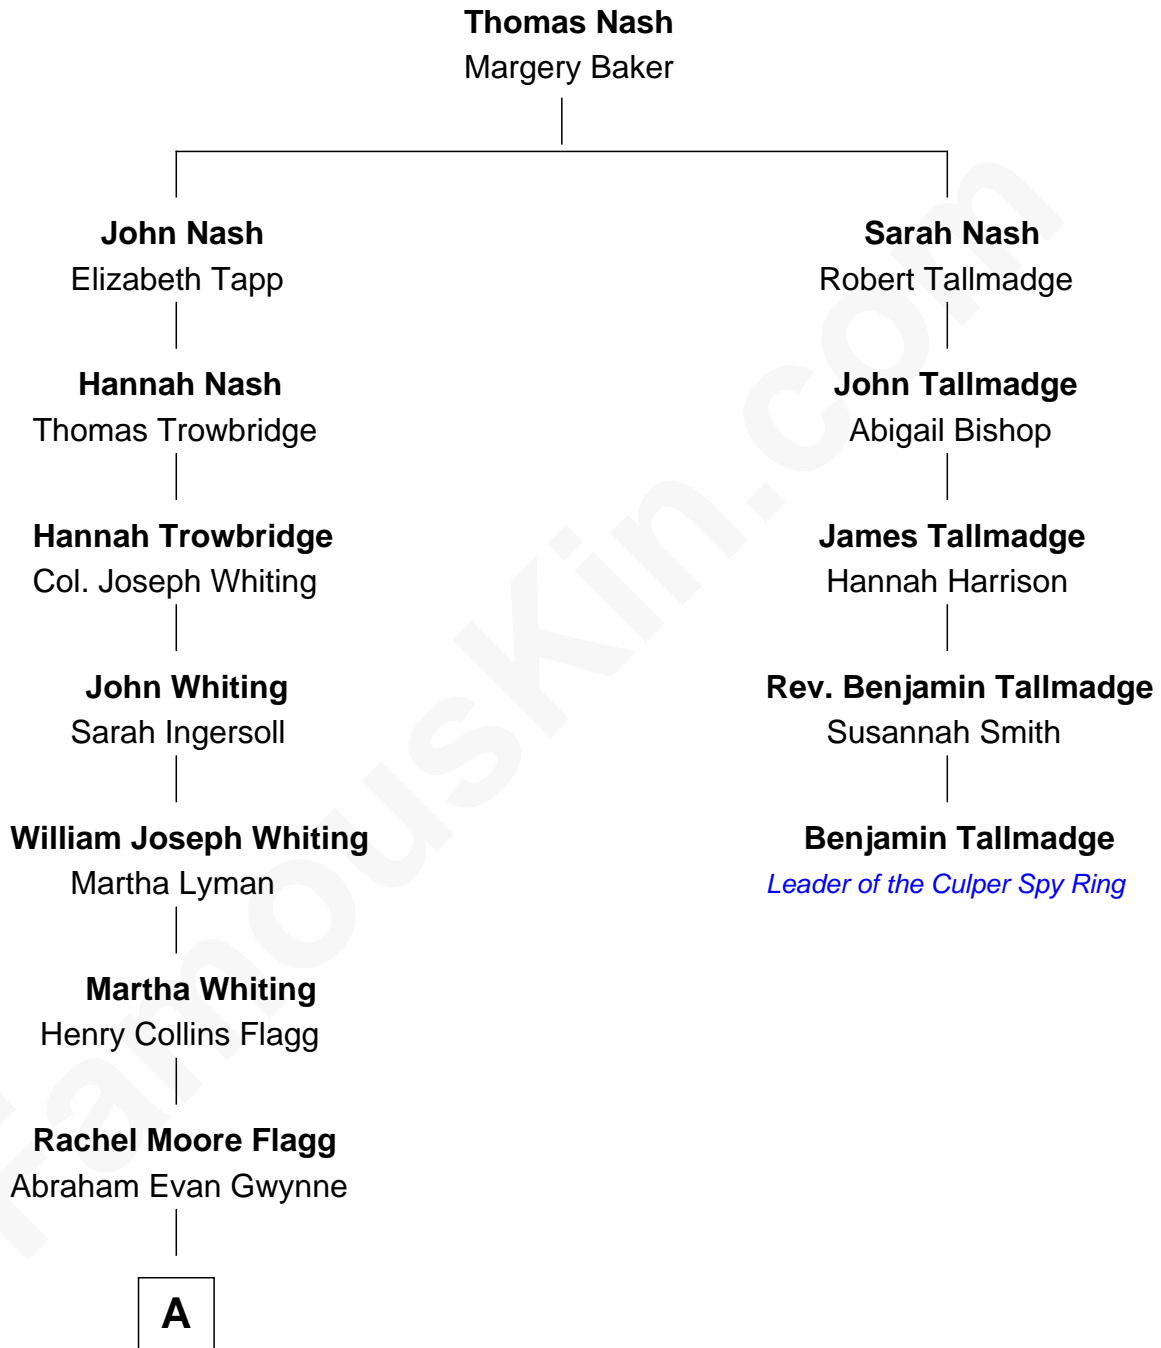 Thomas Nash
Margery Baker
John Nash
Elizabeth Tapp
Sarah Nash
Robert Tallmadge
Hannah Nash
Thomas Trowbridge
John Tallmadge
Abigail Bishop
Hannah Trowbridge
Col. Joseph Whiting
James Tallmadge
Hannah Harrison
John Whiting
Sarah Ingersoll
Rev. Benjamin Tallmadge
Susannah Smith
William Joseph Whiting
Martha Lyman
Benjamin Tallmadge
Leader of the Culper Spy Ring
Martha Whiting
Henry Collins Flagg
Rachel Moore Flagg
Abraham Evan Gwynne
A
FamousKin.com